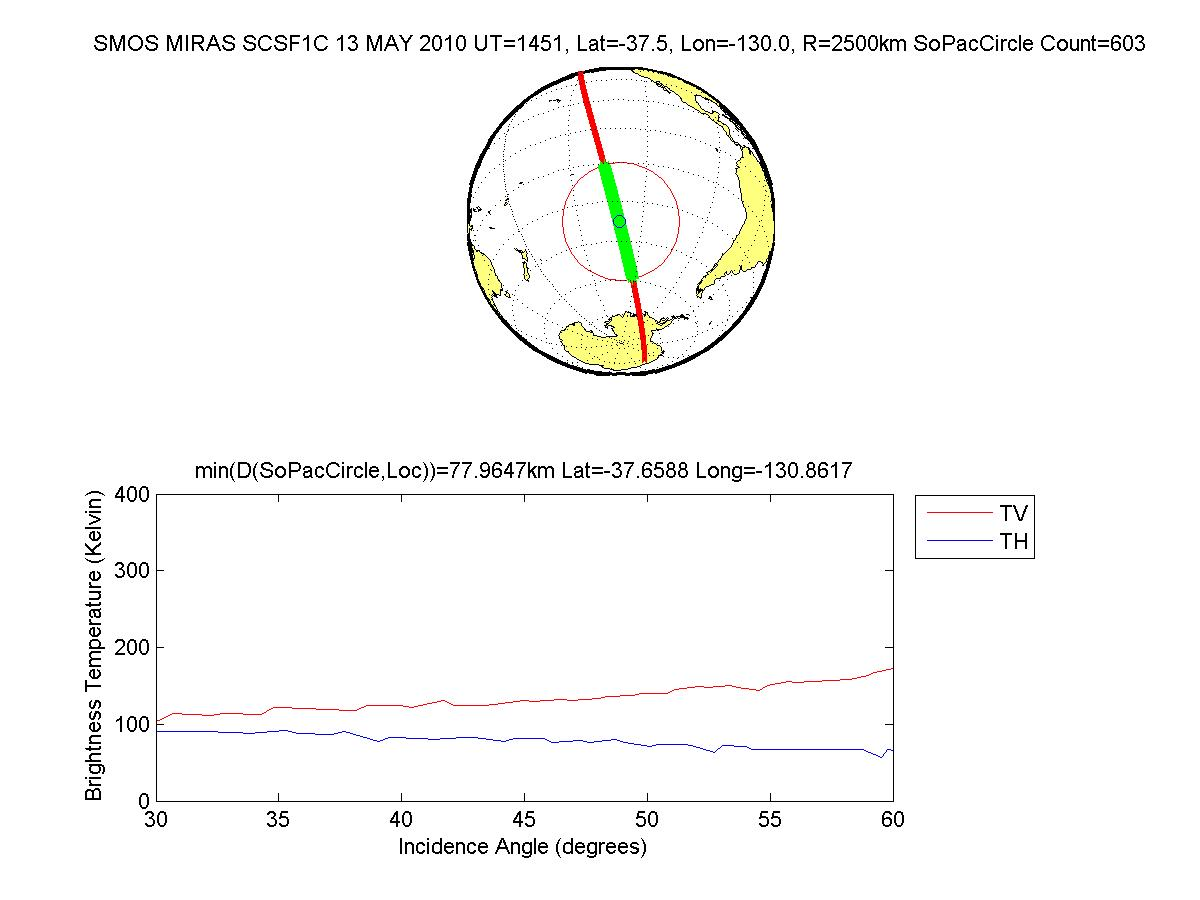 SMOS MIRAS SCSF1C 13 MAY 2010 UT=1451, Lat=-37.5, Lon=-130.0, R=2500km SoPacCircle Count=603
min(D(SoPacCircle,Loc))=77.9647km Lat=-37.6588 Long=-130.8617
Brightness Temperature (Kelvin)
400
300
200
100
0
30 35 40 45 50 55 60
Incidence Angle (degrees)
TV
TH